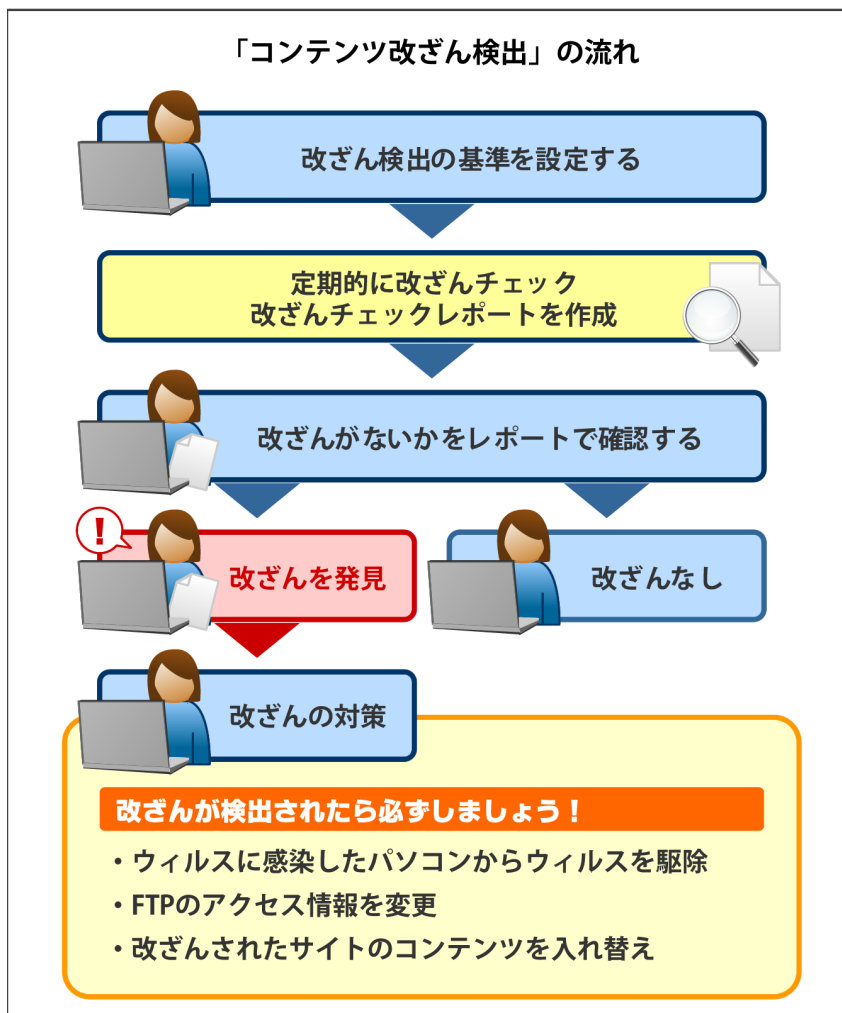 「コンテンツ改ざん検出」の流れ
改ざん検出の基準を設定する
定期的に改ざんチェック
改ざんチェックレポートを作成
改ざんがないかをレポートで確認する
!
改ざんを発見
改ざんなし
改ざんの対策
改ざんが検出されたら必ずしましょう！
・ウィルスに感染したパソコンからウィルスを駆除
・FTPのアクセス情報を変更
・改ざんされたサイトのコンテンツを入れ替え